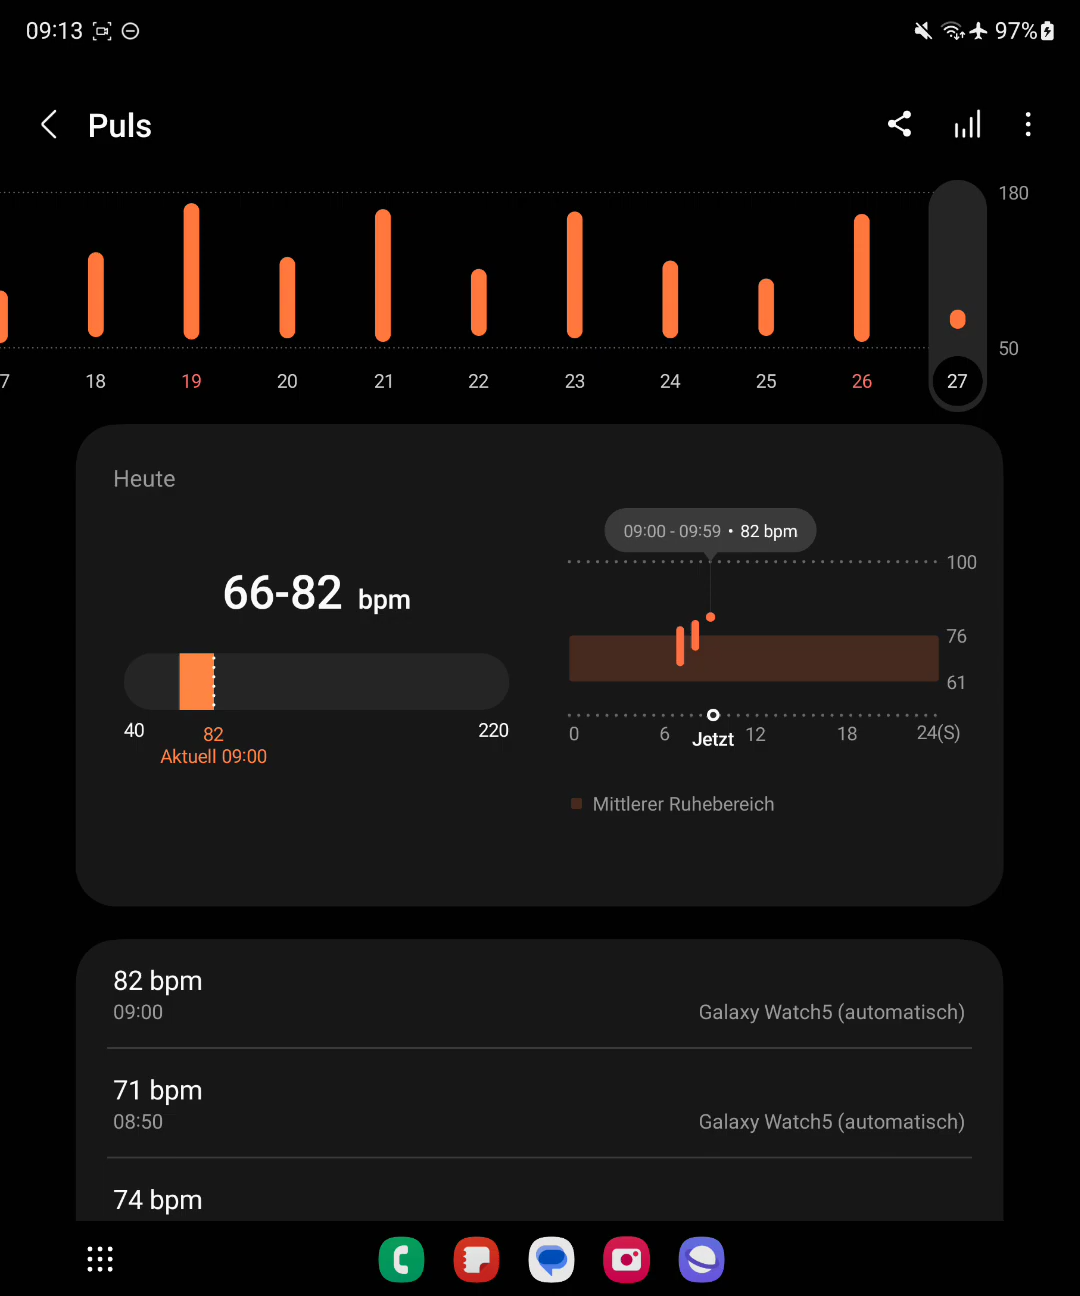 09:13
97%
Puls
180
50
7 18 19 20 21 22 23 24 25 26 27
Heute
66-82 bpm
40 82 220
Aktuell 09:00
09:00 - 09:59 • 82 bpm
100
76
61
0 6 Jetzt 12 18 24(S)
Mittlerer Ruhebereich
82 bpm
09:00 Galaxy Watch5 (automatisch)
71 bpm
08:50 Galaxy Watch5 (automatisch)
74 bpm